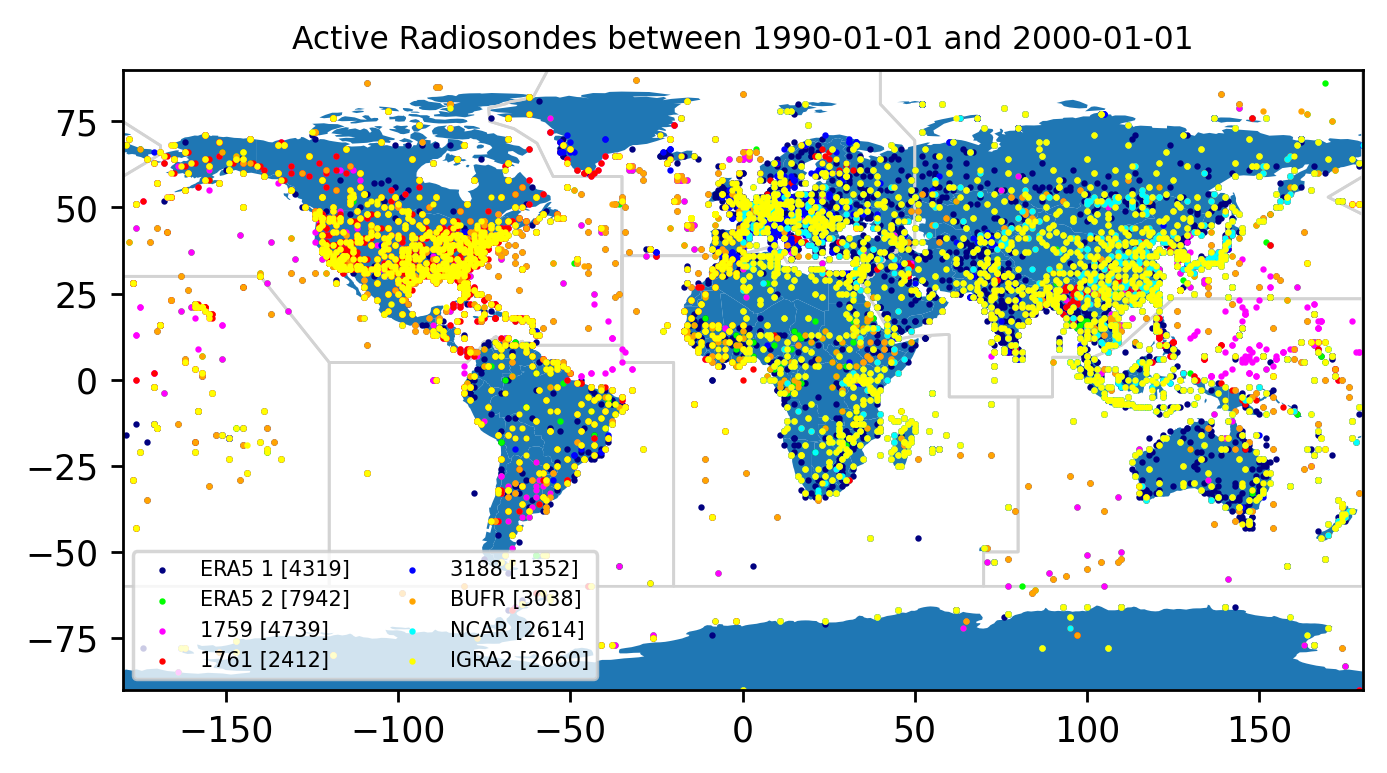 Active Radiosondes between 1990-01-01 and 2000-01-01
75
50
25
0
−25
−50
−75
ERA5 1 [4319]
ERA5 2 [7942]
1759 [4739]
1761 [2412]
3188 [1352]
BUFR [3038]
NCAR [2614]
IGRA2 [2660]
−150 −100 −50 0 50 100 150